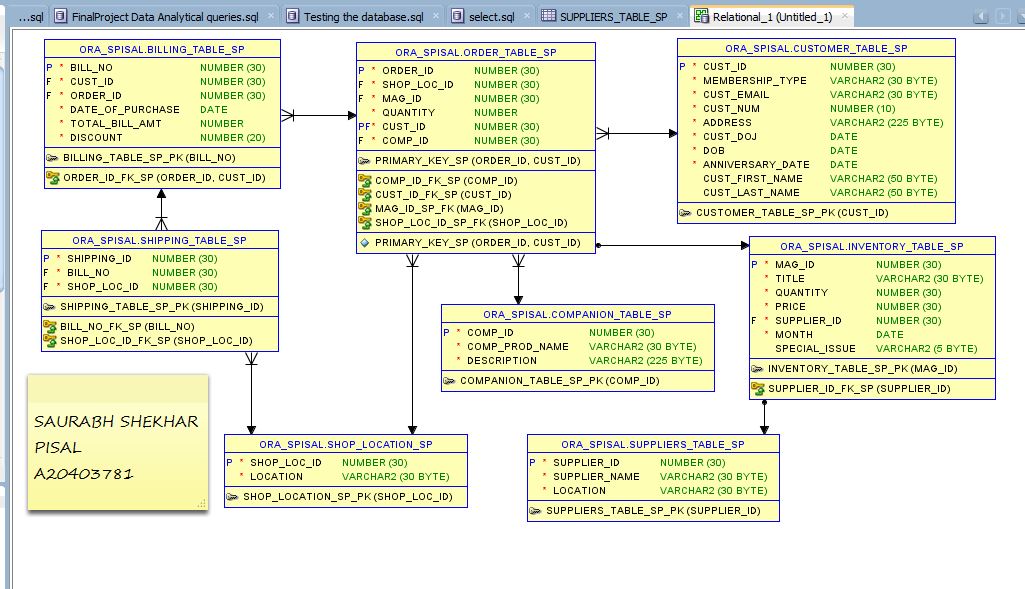 ...sql
FinalProject Data Analytical queries.sql
Testing the database.sql
select.sql
SUPPLIERS_TABLE_SP
Relational_1 (Untitled_1)
ORA_SPISAL.BILLING_TABLE_SP
P * BILL_NO NUMBER (30)
F * CUST_ID NUMBER (30)
F * ORDER_ID NUMBER (30)
* DATE_OF_PURCHASE DATE
* TOTAL_BILL_AMT NUMBER
* DISCOUNT NUMBER (20)
BILLING_TABLE_SP_PK (BILL_NO)
ORDER_ID_FK_SP (ORDER_ID, CUST_ID)
ORA_SPISAL.ORDER_TABLE_SP
P * ORDER_ID NUMBER (30)
F * SHOP_LOC_ID NUMBER (30)
F * MAG_ID NUMBER (30)
* QUANTITY NUMBER
PF* CUST_ID NUMBER (30)
F * COMP_ID NUMBER (30)
PRIMARY_KEY_SP (ORDER_ID, CUST_ID)
COMP_ID_FK_SP (COMP_ID)
CUST_ID_FK_SP (CUST_ID)
MAG_ID_SP_FK (MAG_ID)
SHOP_LOC_ID_SP_FK (SHOP_LOC_ID)
PRIMARY_KEY_SP (ORDER_ID, CUST_ID)
ORA_SPISAL.CUSTOMER_TABLE_SP
P * CUST_ID NUMBER (30)
* MEMBERSHIP_TYPE VARCHAR2 (30 BYTE)
* CUST_EMAIL VARCHAR2 (30 BYTE)
* CUST_NUM NUMBER (10)
* ADDRESS VARCHAR2 (225 BYTE)
* CUST_DOJ DATE
* DOB DATE
* ANNIVERSARY_DATE DATE
CUST_FIRST_NAME VARCHAR2 (50 BYTE)
CUST_LAST_NAME VARCHAR2 (50 BYTE)
CUSTOMER_TABLE_SP_PK (CUST_ID)
ORA_SPISAL.SHIPPING_TABLE_SP
P * SHIPPING_ID NUMBER (30)
F * BILL_NO NUMBER (30)
F * SHOP_LOC_ID NUMBER (30)
SHIPPING_TABLE_SP_PK (SHIPPING_ID)
BILL_NO_FK_SP (BILL_NO)
SHOP_LOC_ID_FK_SP (SHOP_LOC_ID)
ORA_SPISAL.INVENTORY_TABLE_SP
P * MAG_ID NUMBER (30)
* TITLE VARCHAR2 (30 BYTE)
* QUANTITY NUMBER (30)
* PRICE NUMBER (30)
F * SUPPLIER_ID NUMBER (30)
* MONTH DATE
SPECIAL_ISSUE VARCHAR2 (5 BYTE)
INVENTORY_TABLE_SP_PK (MAG_ID)
SUPPLIER_ID_FK_SP (SUPPLIER_ID)
ORA_SPISAL.COMPANION_TABLE_SP
P * COMP_ID NUMBER (30)
* COMP_PROD_NAME VARCHAR2 (30 BYTE)
* DESCRIPTION VARCHAR2 (225 BYTE)
COMPANION_TABLE_SP_PK (COMP_ID)
SAURABH SHEKHAR
PISAL
A20403781
ORA_SPISAL.SHOP_LOCATION_SP
P * SHOP_LOC_ID NUMBER (30)
* LOCATION VARCHAR2 (30 BYTE)
SHOP_LOCATION_SP_PK (SHOP_LOC_ID)
ORA_SPISAL.SUPPLIERS_TABLE_SP
P * SUPPLIER_ID NUMBER (30)
* SUPPLIER_NAME VARCHAR2 (30 BYTE)
* LOCATION VARCHAR2 (30 BYTE)
SUPPLIERS_TABLE_SP_PK (SUPPLIER_ID)